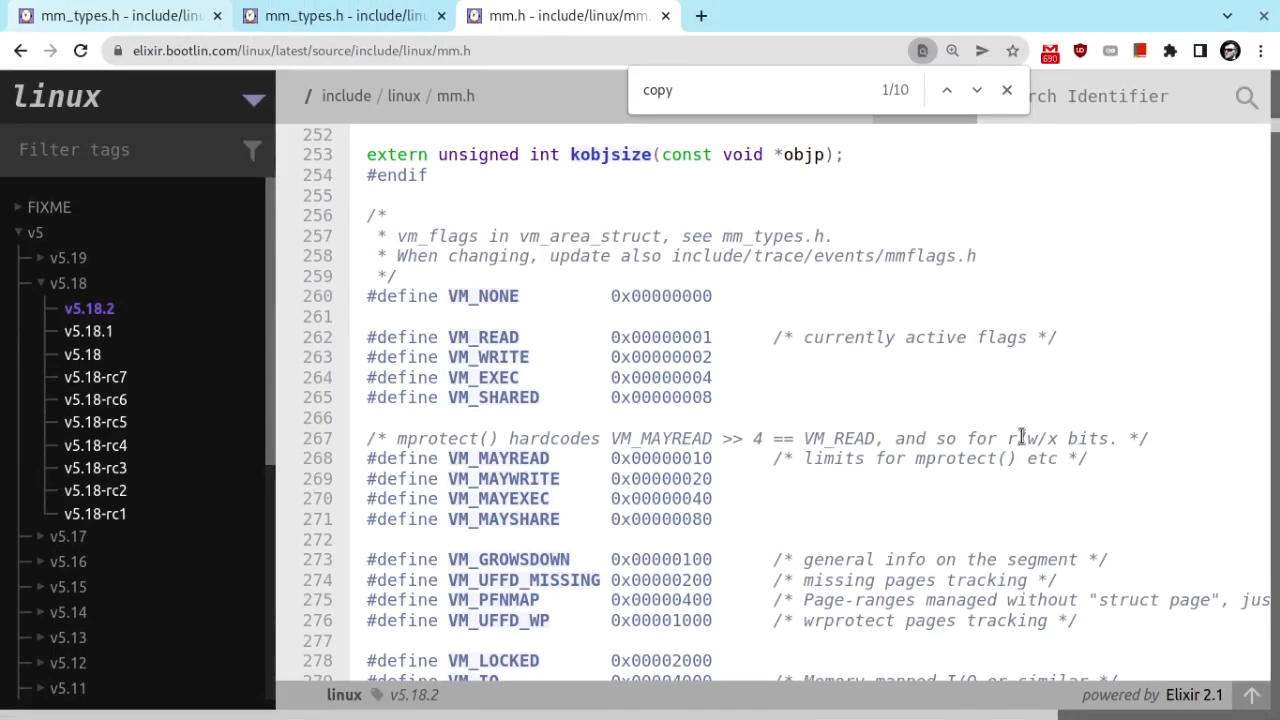 mm_types.h - include/linu
mm_types.h - include/linu
mm.h - include/linux/mm.
elixir.bootlin.com/linux/latest/source/include/linux/mm.h
690
linux
/ include / linux / mm.h
copy 1/10
rch Identifier
Filter tags
FIXME
v5
v5.19
v5.18
v5.18.2
v5.18.1
v5.18
v5.18-rc7
v5.18-rc6
v5.18-rc5
v5.18-rc4
v5.18-rc3
v5.18-rc2
v5.18-rc1
v5.17
v5.16
v5.15
v5.14
v5.13
v5.12
v5.11
252
253 extern unsigned int kobjsize(const void *objp);
254 #endif
255
256 /*
257 * vm_flags in vm_area_struct, see mm_types.h.
258 * When changing, update also include/trace/events/mmflags.h
259 */
260 #define VM_NONE 0x00000000
261
262 #define VM_READ 0x00000001 /* currently active flags */
263 #define VM_WRITE 0x00000002
264 #define VM_EXEC 0x00000004
265 #define VM_SHARED 0x00000008
266
267 /* mprotect() hardcodes VM_MAYREAD >> 4 == VM_READ, and so for r/w/x bits. */
268 #define VM_MAYREAD 0x00000010 /* limits for mprotect() etc */
269 #define VM_MAYWRITE 0x00000020
270 #define VM_MAYEXEC 0x00000040
271 #define VM_MAYSHARE 0x00000080
272
273 #define VM_GROWSDOWN 0x00000100 /* general info on the segment */
274 #define VM_UFFD_MISSING 0x00000200 /* missing pages tracking */
275 #define VM_PFNMAP 0x00000400 /* Page-ranges managed without "struct page", jus
276 #define VM_UFFD_WP 0x00001000 /* wrprotect pages tracking */
277
278 #define VM_LOCKED 0x00002000
279 #define VM_IO 0x00004000 /* Memory mapped I/O or similar */
linux v5.18.2
powered by Elixir 2.1